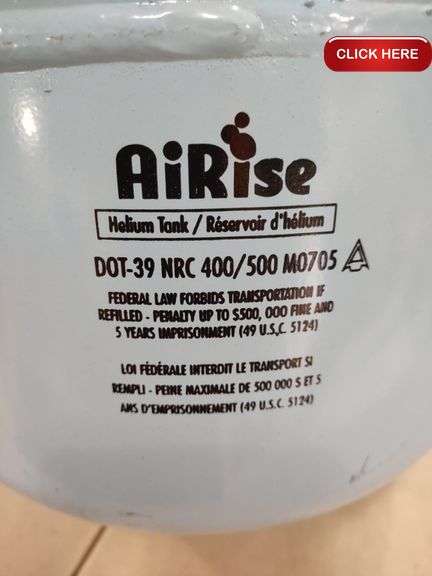 CLICK HERE
AiRise
Helium Tank / Réservoir d'hélium
DOT-39 NRC 400/500 M0705
FEDERAL LAW FORBIDS TRANSPORTATION IF
REFILLED - PENALTY UP TO $500, 000 FINE AND
5 YEARS IMPRISONMENT (49 U.S.C. 5124)
LOI FÉDÉRALE INTERDIT LE TRANSPORT SI
REMPLI - PEINE MAXIMALE DE 500 000 $ ET 5
ANS D'EMPRISONNEMENT (49 U.S.C. 5124)